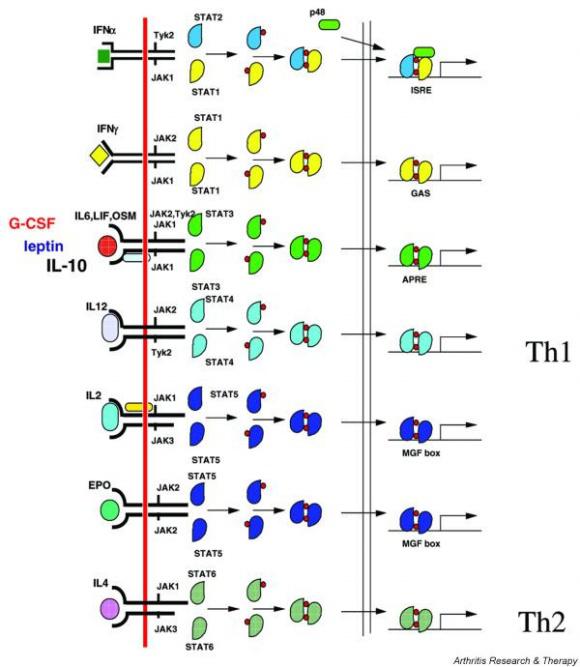 p48
STAT2
IFNα
Tyk2
JAK1
STAT1
ISRE
IFNγ
STAT1
JAK2
JAK1
STAT1
GAS
G-CSF
leptin
IL-10
IL6,LIF,OSM
JAK2,Tyk2
JAK1
STAT3
JAK1
STAT3
APRE
IL12
STAT4
JAK2
Tyk2
STAT4
Th1
IL2
JAK1
STAT5
JAK3
STAT5
MGF box
EPO
STAT5
JAK2
JAK2
STAT5
MGF box
IL4
STAT6
JAK1
JAK3
STAT6
Th2
Arthritis Research & Therapy